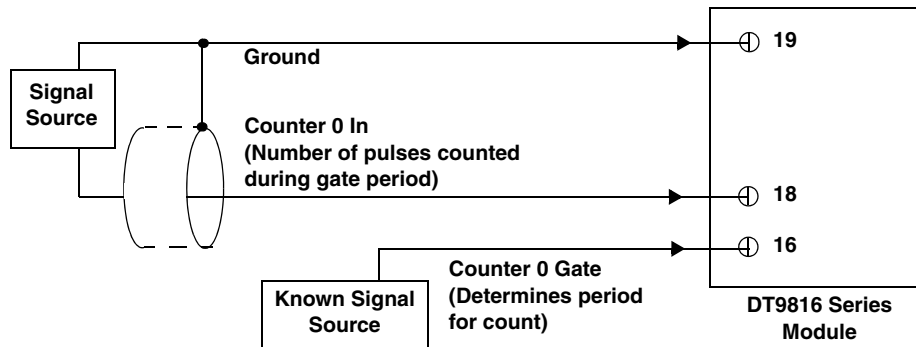 19
Ground
Signal
Source
Counter 0 In
(Number of pulses counted
during gate period)
18
16
Counter 0 Gate
(Determines period
for count)
Known Signal
Source
DT9816 Series
Module